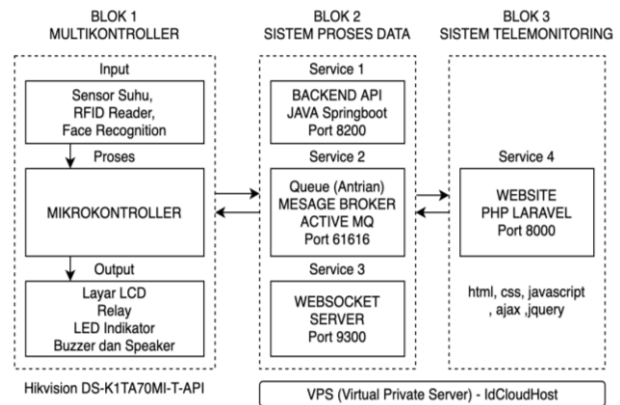 BLOK 1
MULTIKONTROLLER
Input
Sensor Suhu,
RFID Reader,
Face Recognition
Proses
MIKROKONTROLLER
Output
Layar LCD
Relay
LED Indikator
Buzzer dan Speaker
Hikvision DS-K1TA70MI-T-API
BLOK 2
SISTEM PROSES DATA
Service 1
BACKEND API
JAVA Springboot
Port 8200
Service 2
Queue (Antrian)
MESAGE BROKER
ACTIVE MQ
Port 61616
Service 3
WEBSOCKET
SERVER
Port 9300
BLOK 3
SISTEM TELEMONITORING
Service 4
WEBSITE
PHP LARAVEL
Port 8000
html, css, javascript
, ajax ,jquery
VPS (Virtual Private Server) - IdCloudHost